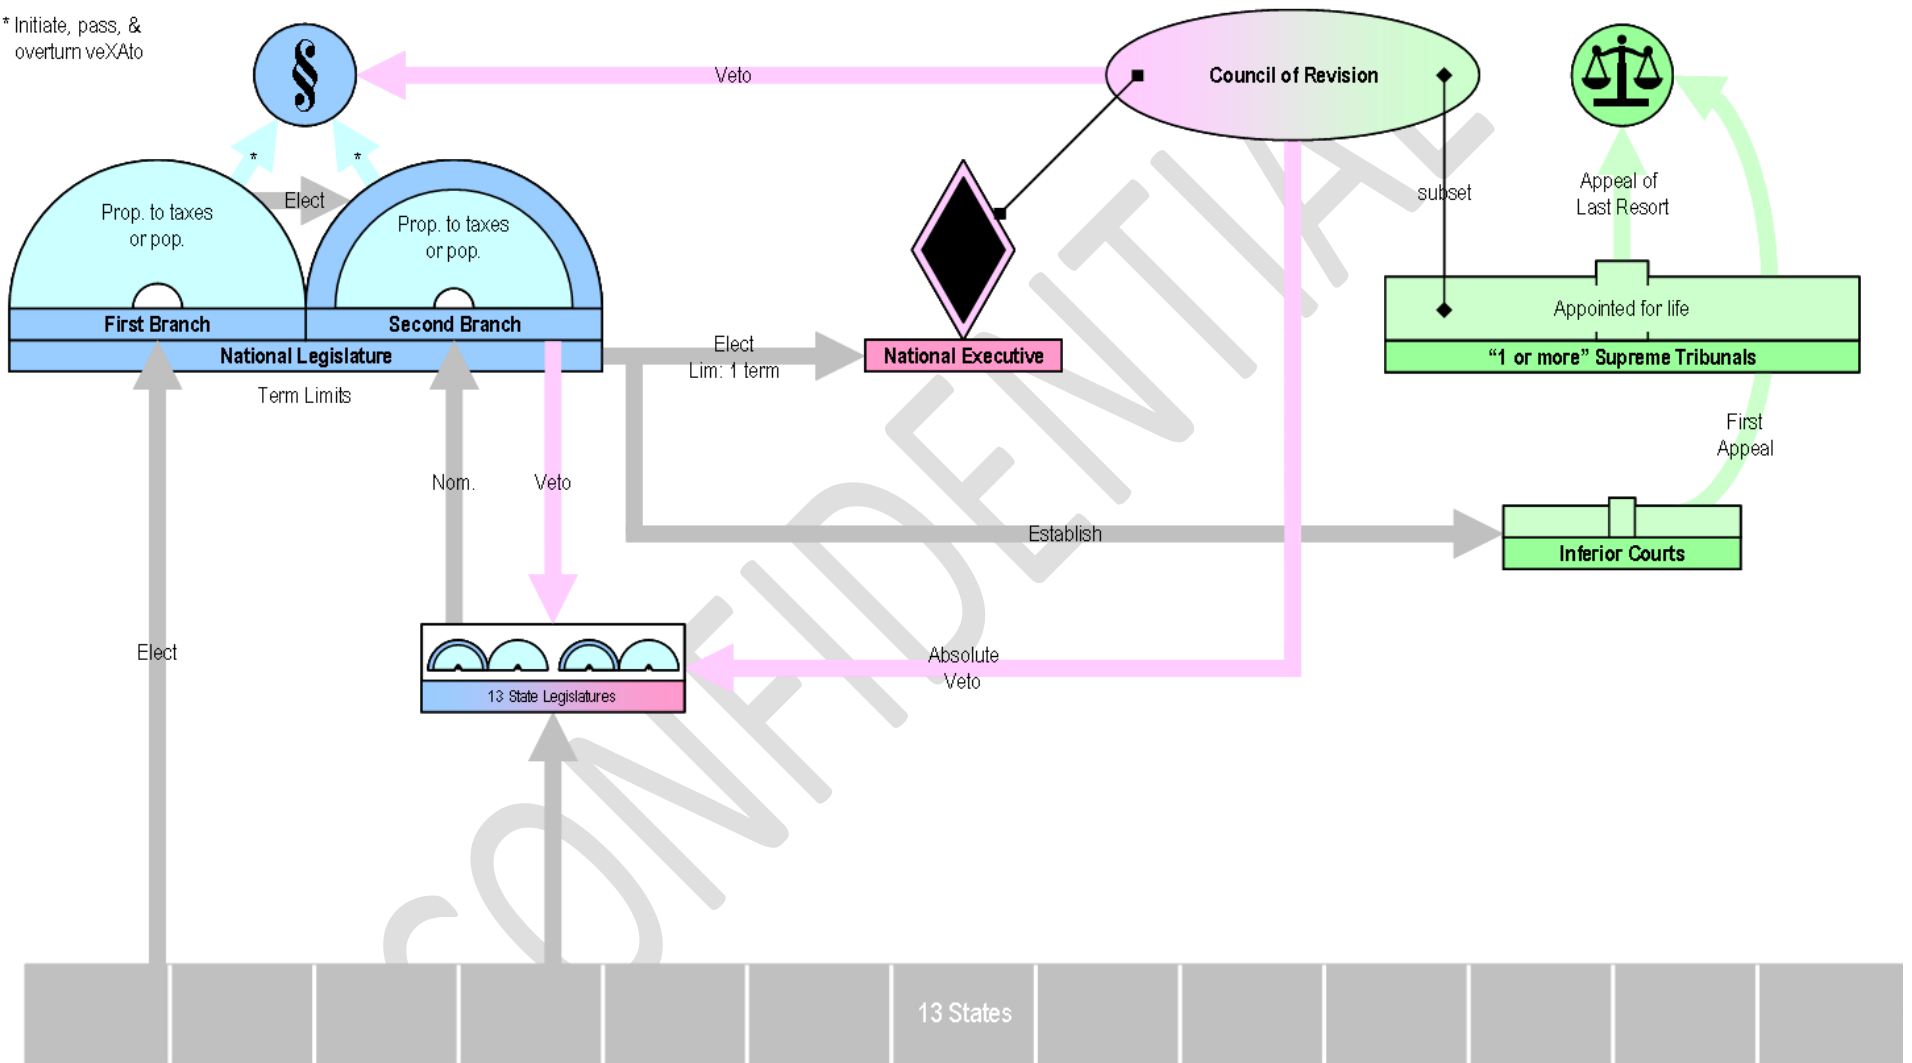 * Initiate, pass, &
overturn veXAto
§
Veto
Council of Revision
*
*
Elect
Prop. to taxes
or pop.
Prop. to taxes
or pop.
subset
Appeal of
Last Resort
First Branch
Second Branch
National Legislature
Term Limits
Elect
Lim: 1 term
National Executive
Appointed for life
“1 or more” Supreme Tribunals
First
Appeal
Nom.
Veto
Establish
Inferior Courts
Elect
13 State Legislatures
Absolute
Veto
13 States
CONFIDENTIAL